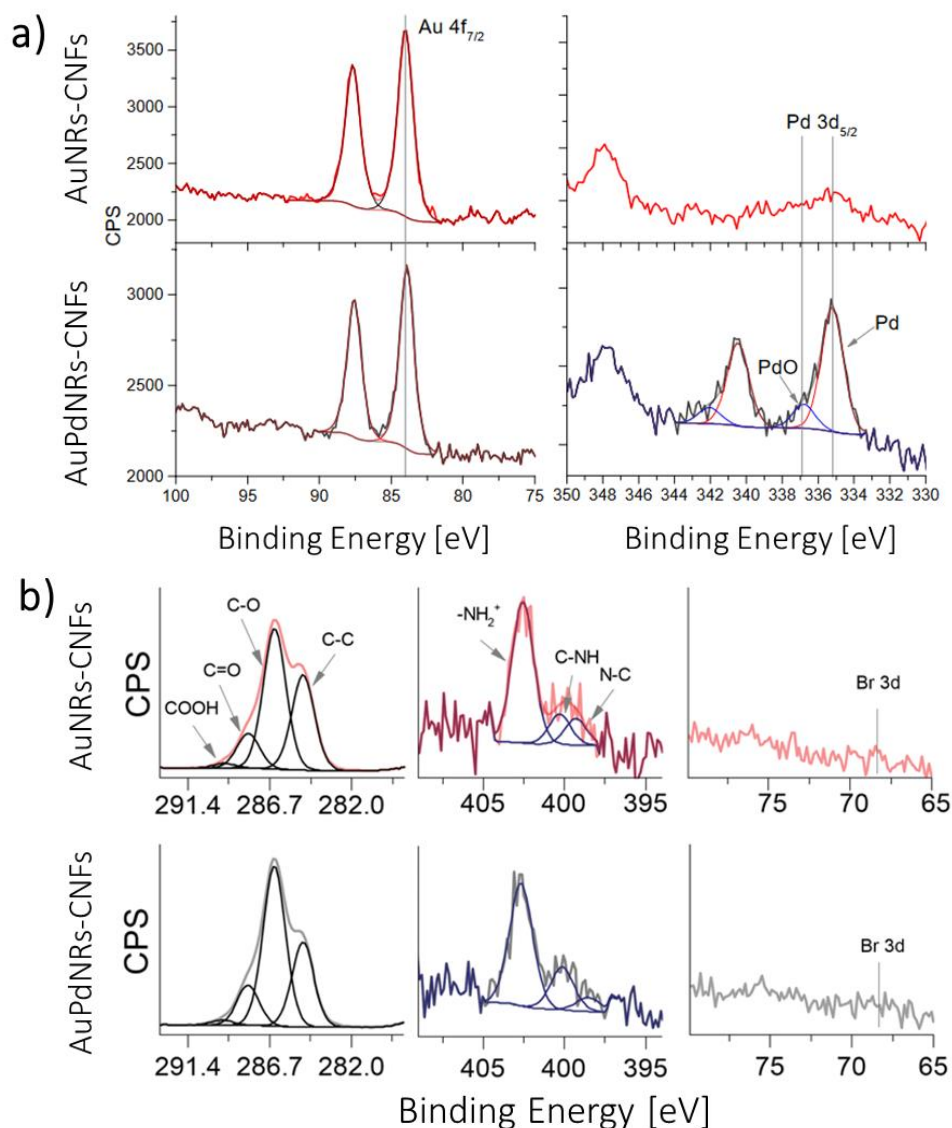 a)
AuNRs-CNFs
AuPdNRs-CNFs
CPS
3500
3000
2500
2000
Au 4f7/2
Pd 3d5/2
3000
2500
2000
PdO
Pd
100 95 90 85 80 75
350 348 346 344 342 340 338 336 334 332 330
Binding Energy [eV]
Binding Energy [eV]
b)
AuNRs-CNFs
CPS
COOH
C=O
C-O
C-C
291.4 286.7 282.0
-NH2+
C-NH
N-C
405 400 395
Br 3d
75 70 65
AuPdNRs-CNFs
CPS
291.4 286.7 282.0
405 400 395
Br 3d
75 70 65
Binding Energy [eV]